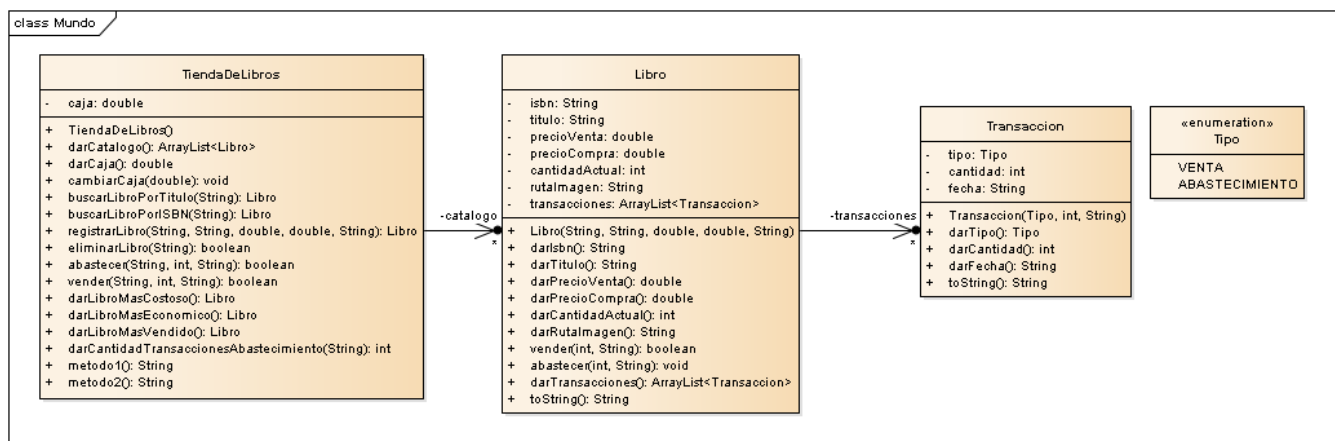 class Mundo
TiendaDeLibros
- caja: double
+ TiendaDeLibros()
+ darCatalogo(): ArrayList<Libro>
+ darCaja(): double
+ cambiarCaja(double): void
+ buscarLibroPorTitulo(String): Libro
+ buscarLibroPorISBN(String): Libro
+ registrarLibro(String, String, double, double, String): Libro
+ eliminarLibro(String): boolean
+ abastecer(String, int, String): boolean
+ vender(String, int, String): boolean
+ darLibroMasCostoso(): Libro
+ darLibroMasEconomico(): Libro
+ darLibroMasVendido(): Libro
+ darCantidadTransaccionesAbastecimiento(String): int
+ metodo1(): String
+ metodo2(): String
-catalogo
*
Libro
- isbn: String
- titulo: String
- precioVenta: double
- precioCompra: double
- cantidadActual: int
- rutaImagen: String
- transacciones: ArrayList<Transaccion>
+ Libro(String, String, double, double, String)
+ darIsbn(): String
+ darTitulo(): String
+ darPrecioVenta(): double
+ darPrecioCompra(): double
+ darCantidadActual(): int
+ darRutaImagen(): String
+ vender(int, String): boolean
+ abastecer(int, String): void
+ darTransacciones(): ArrayList<Transaccion>
+ toString(): String
-transacciones
*
Transaccion
- tipo: Tipo
- cantidad: int
- fecha: String
+ Transaccion(Tipo, int, String)
+ darTipo(): Tipo
+ darCantidad(): int
+ darFecha(): String
+ toString(): String
«enumeration»
Tipo
VENTA
ABASTECIMIENTO